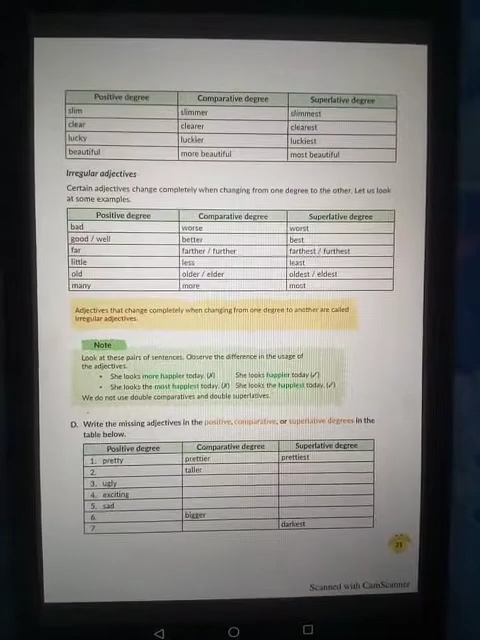 Positive degree Comparative degree Superlative degree
slim slimmer slimmest
clear clearer clearest
lucky luckier luckiest
beautiful more beautiful most beautiful
Irregular adjectives
Certain adjectives change completely when changing from one degree to the other. Let us look
at some examples.
Positive degree Comparative degree Superlative degree
bad worse worst
good / well better best
far farther / further farthest / furthest
little less least
old older / elder oldest / eldest
many more most
Adjectives that change completely when changing from one degree to another are called
irregular adjectives.
Note
Look at these pairs of sentences. Observe the difference in the usage of
the adjectives.
• She looks more happier today. (✗) She looks happier today (✓)
• She looks the most happiest today. (✗) She looks the happiest today. (✓)
We do not use double comparatives and double superlatives.
D. Write the missing adjectives in the positive, comparative, or superlative degrees in the
table below.
Positive degree Comparative degree Superlative degree
1. pretty prettier prettiest
2. taller
3. ugly
4. exciting
5. sad
6. bigger
7. darkest
21
Scanned with CamScanner